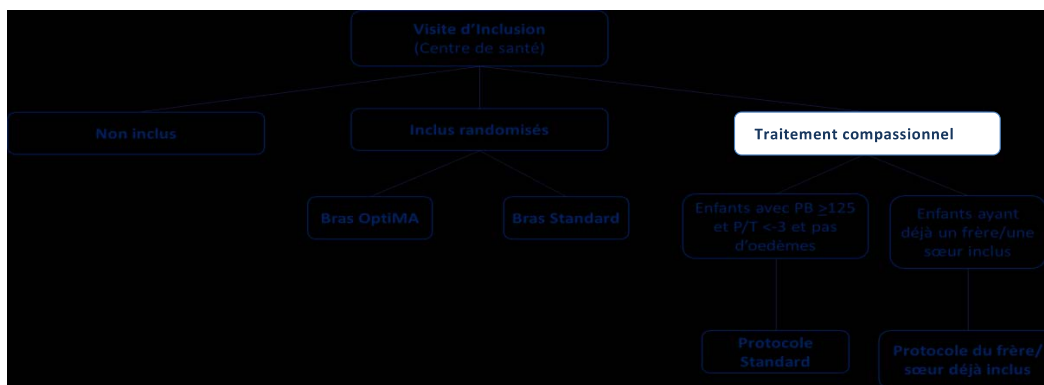 Visite d'Inclusion
(Centre de santé)
Non inclus
Inclus randomisés
Traitement compassionnel
Bras OptiMA
Bras Standard
Enfants avec PB ≥125
et P/T <-3 et pas
d'oedèmes
Enfants ayant
déjà un frère/une
sœur inclus
Protocole
Standard
Protocole du frère/
sœur déjà inclus